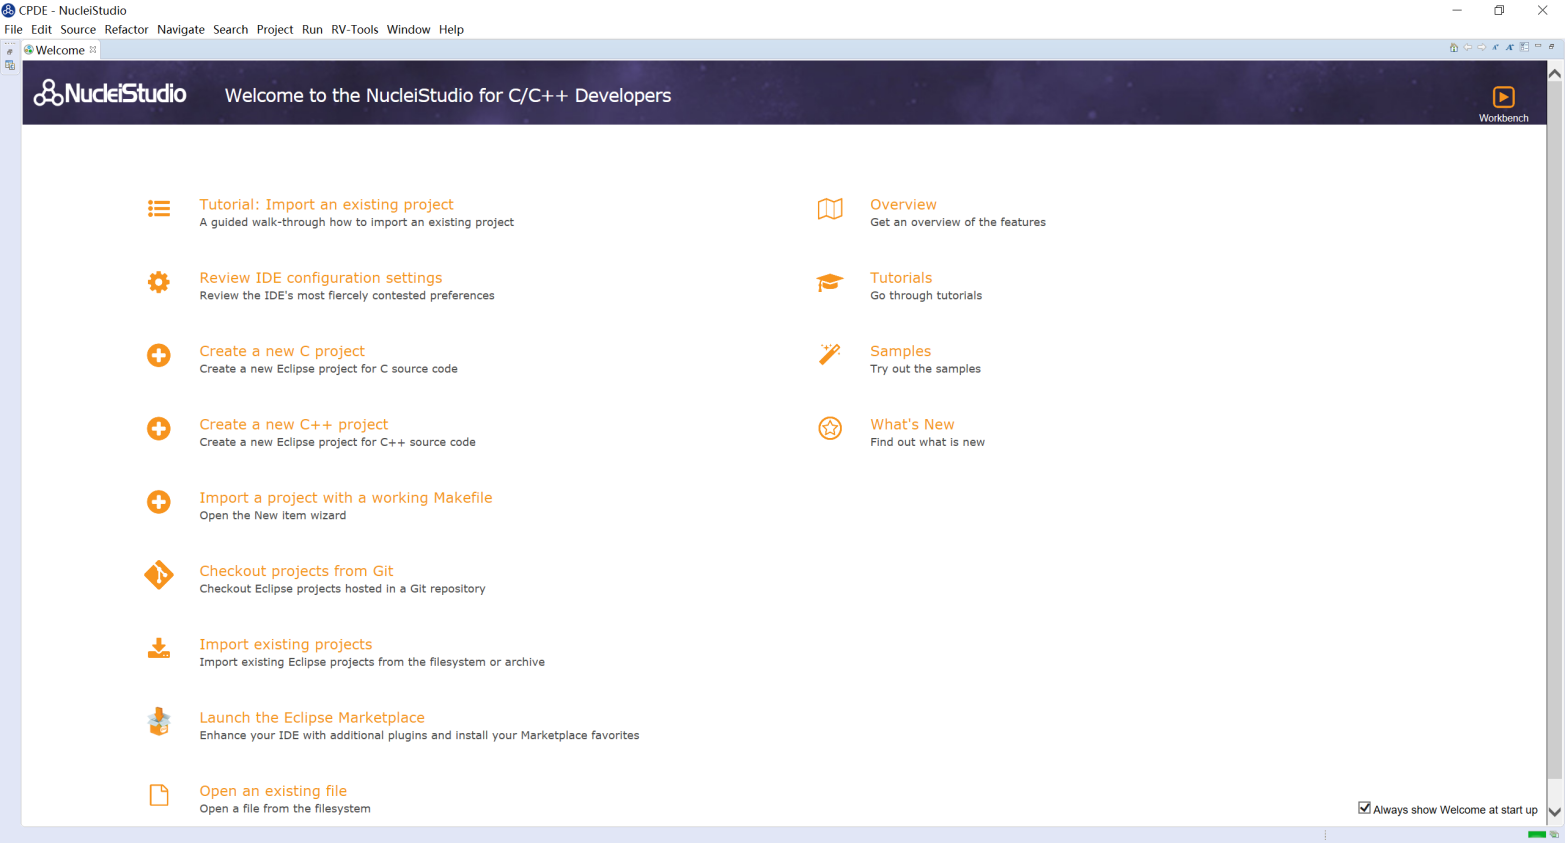 CPDE - NucleiStudio
File Edit Source Refactor Navigate Search Project Run RV-Tools Window Help
Welcome
NucleiStudio
Welcome to the NucleiStudio for C/C++ Developers
Workbench
Tutorial: Import an existing project
A guided walk-through how to import an existing project
Review IDE configuration settings
Review the IDE's most fiercely contested preferences
Create a new C project
Create a new Eclipse project for C source code
Create a new C++ project
Create a new Eclipse project for C++ source code
Import a project with a working Makefile
Open the New item wizard
Checkout projects from Git
Checkout Eclipse projects hosted in a Git repository
Import existing projects
Import existing Eclipse projects from the filesystem or archive
Launch the Eclipse Marketplace
Enhance your IDE with additional plugins and install your Marketplace favorites
Open an existing file
Open a file from the filesystem
Overview
Get an overview of the features
Tutorials
Go through tutorials
Samples
Try out the samples
What's New
Find out what is new
Always show Welcome at start up